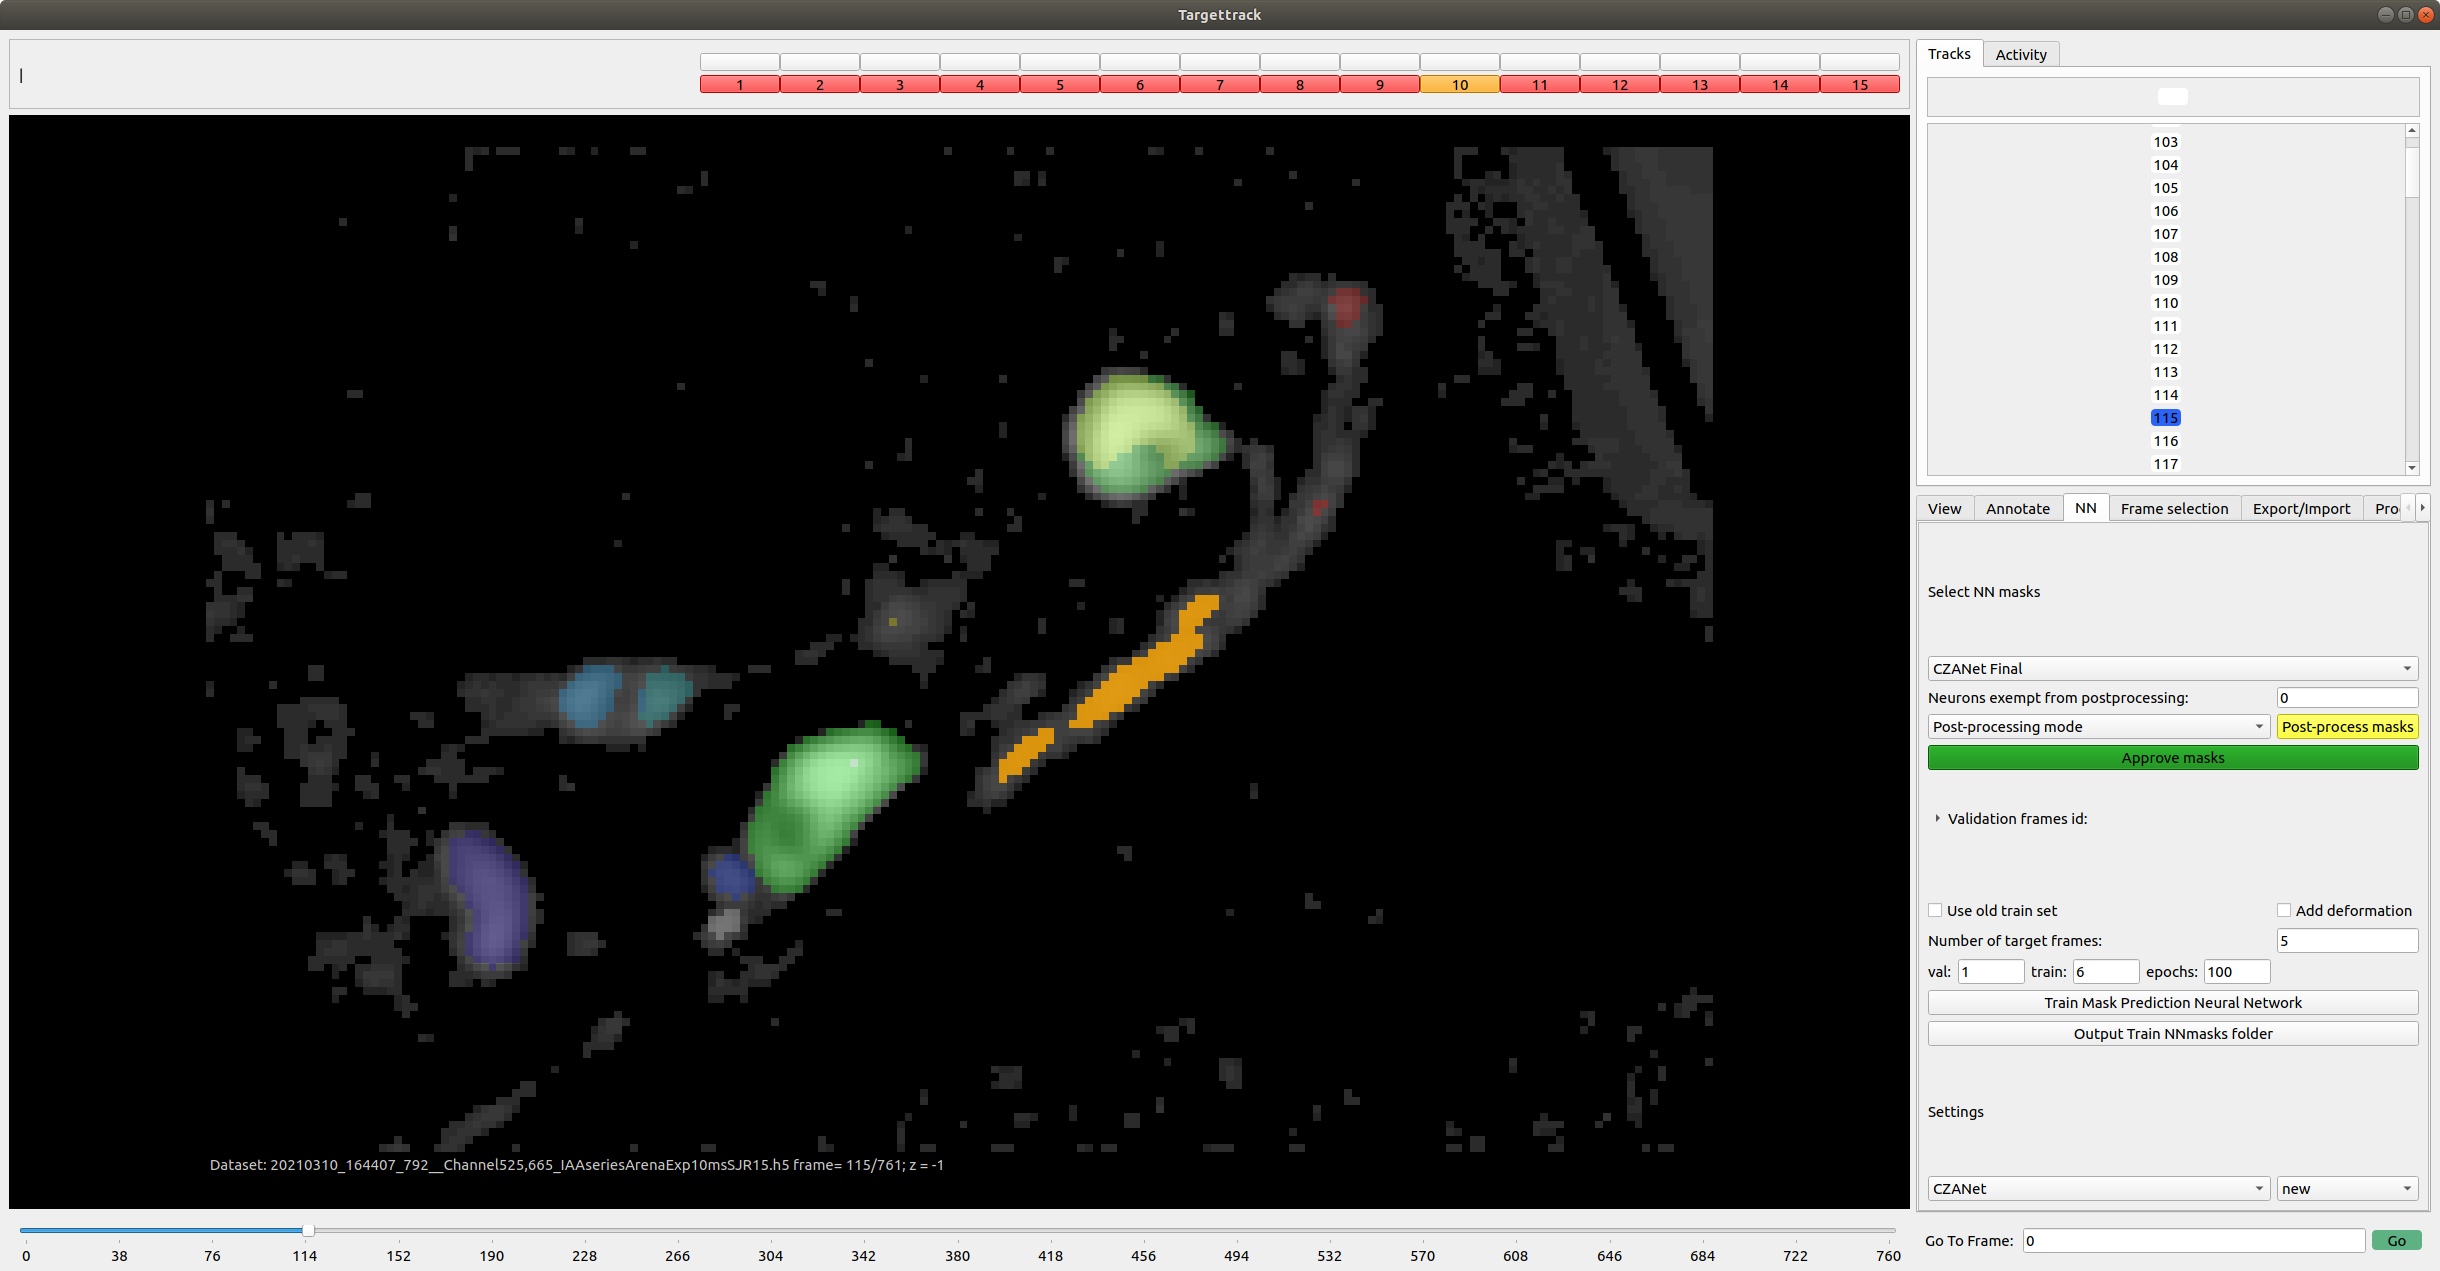 Targettrack
1 2 3 4 5 6 7 8 9 10 11 12 13 14 15
Tracks Activity
103
104
105
106
107
108
109
110
111
112
113
114
115
116
117
View Annotate NN Frame selection Export/Import Pro
Select NN masks
CZANet Final
Neurons exempt from postprocessing: 0
Post-processing mode Post-process masks
Approve masks
Validation frames id:
Use old train set Add deformation
Number of target frames: 5
val: 1 train: 6 epochs: 100
Train Mask Prediction Neural Network
Output Train NNmasks folder
Settings
CZANet new
Dataset: 20210310_164407_792__Channel525,665_IAAseriesArenaExp10msSJR15.h5 frame= 115/761; z = -1
0 38 76 114 152 190 228 266 304 342 380 418 456 494 532 570 608 646 684 722 760
Go To Frame: 0 Go